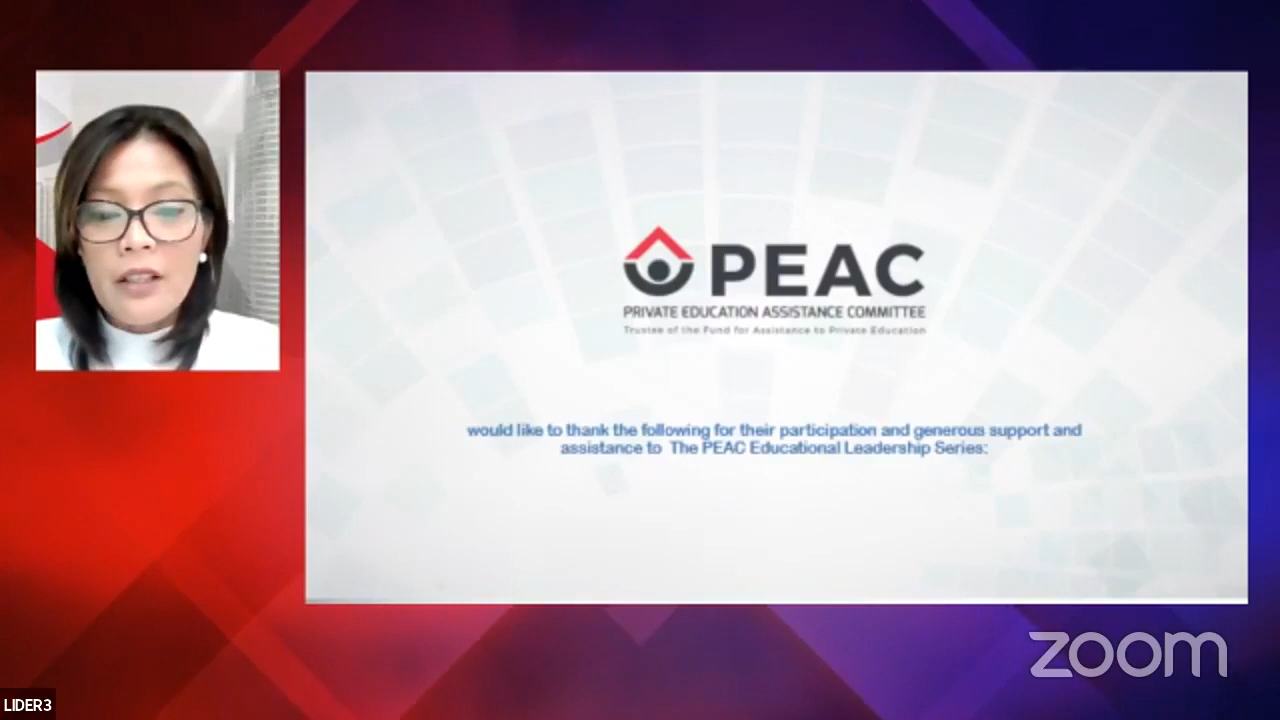 PEAC
PRIVATE EDUCATION ASSISTANCE COMMITTEE
Trustee of the Fund for Assistance to Private Education
would like to thank the following for their participation and generous support and
assistance to The PEAC Educational Leadership Series:
zoom
LIDER3